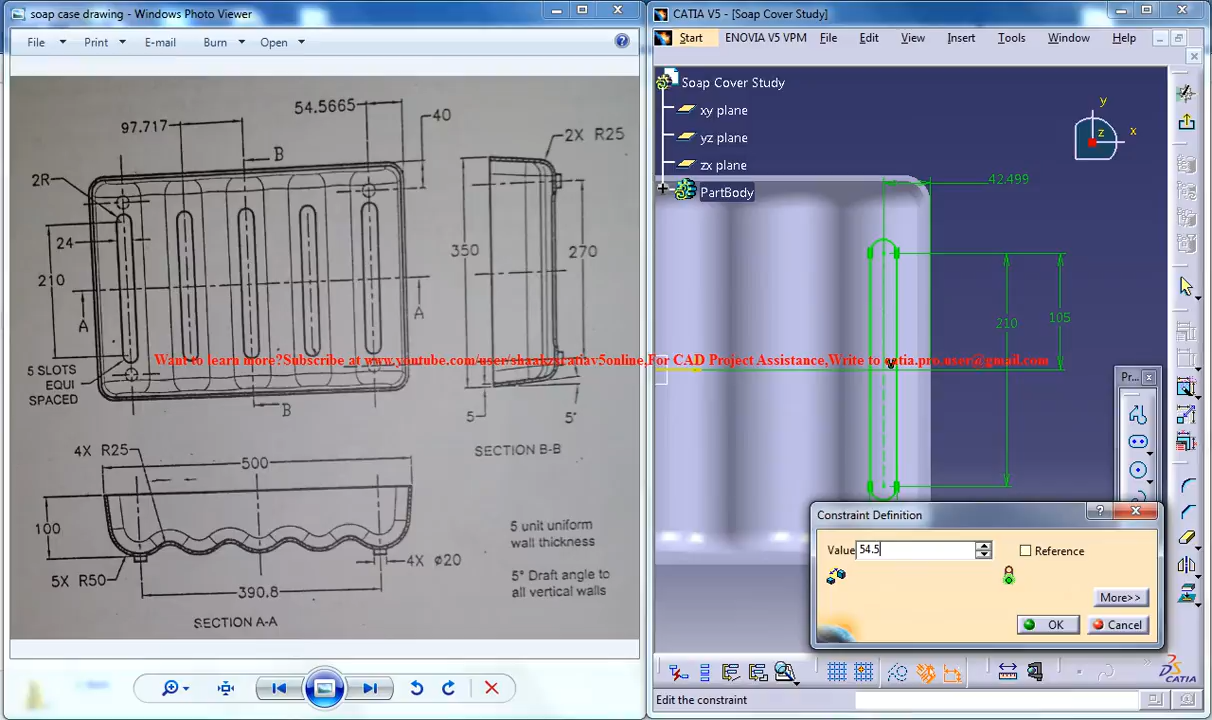 soap case drawing - Windows Photo Viewer
File Print E-mail Burn Open
54.5665
40
97.717
B
2X R25
2R
24
210
350
270
A
A
5 SLOTS
EQUI
SPACED
B
5
5°
SECTION B-B
4X R25
500
100
5 unit uniform
wall thickness
4X ø20
5X R50
390.8
5° Draft angle to
all vertical walls
SECTION A-A
Want to learn more?Subscribe at www.youtube.com/user/shaakzcatiav5online,For CAD Project Assistance,Write to catia.pro.user@gmail.com
CATIA V5 - [Soap Cover Study]
Start ENOVIA V5 VPM File Edit View Insert Tools Window Help
Soap Cover Study
xy plane
yz plane
zx plane
PartBody
y
z
x
42.499
210
105
Pr...
Constraint Definition
Value 54.5
Reference
More>>
OK Cancel
CATIA
Edit the constraint